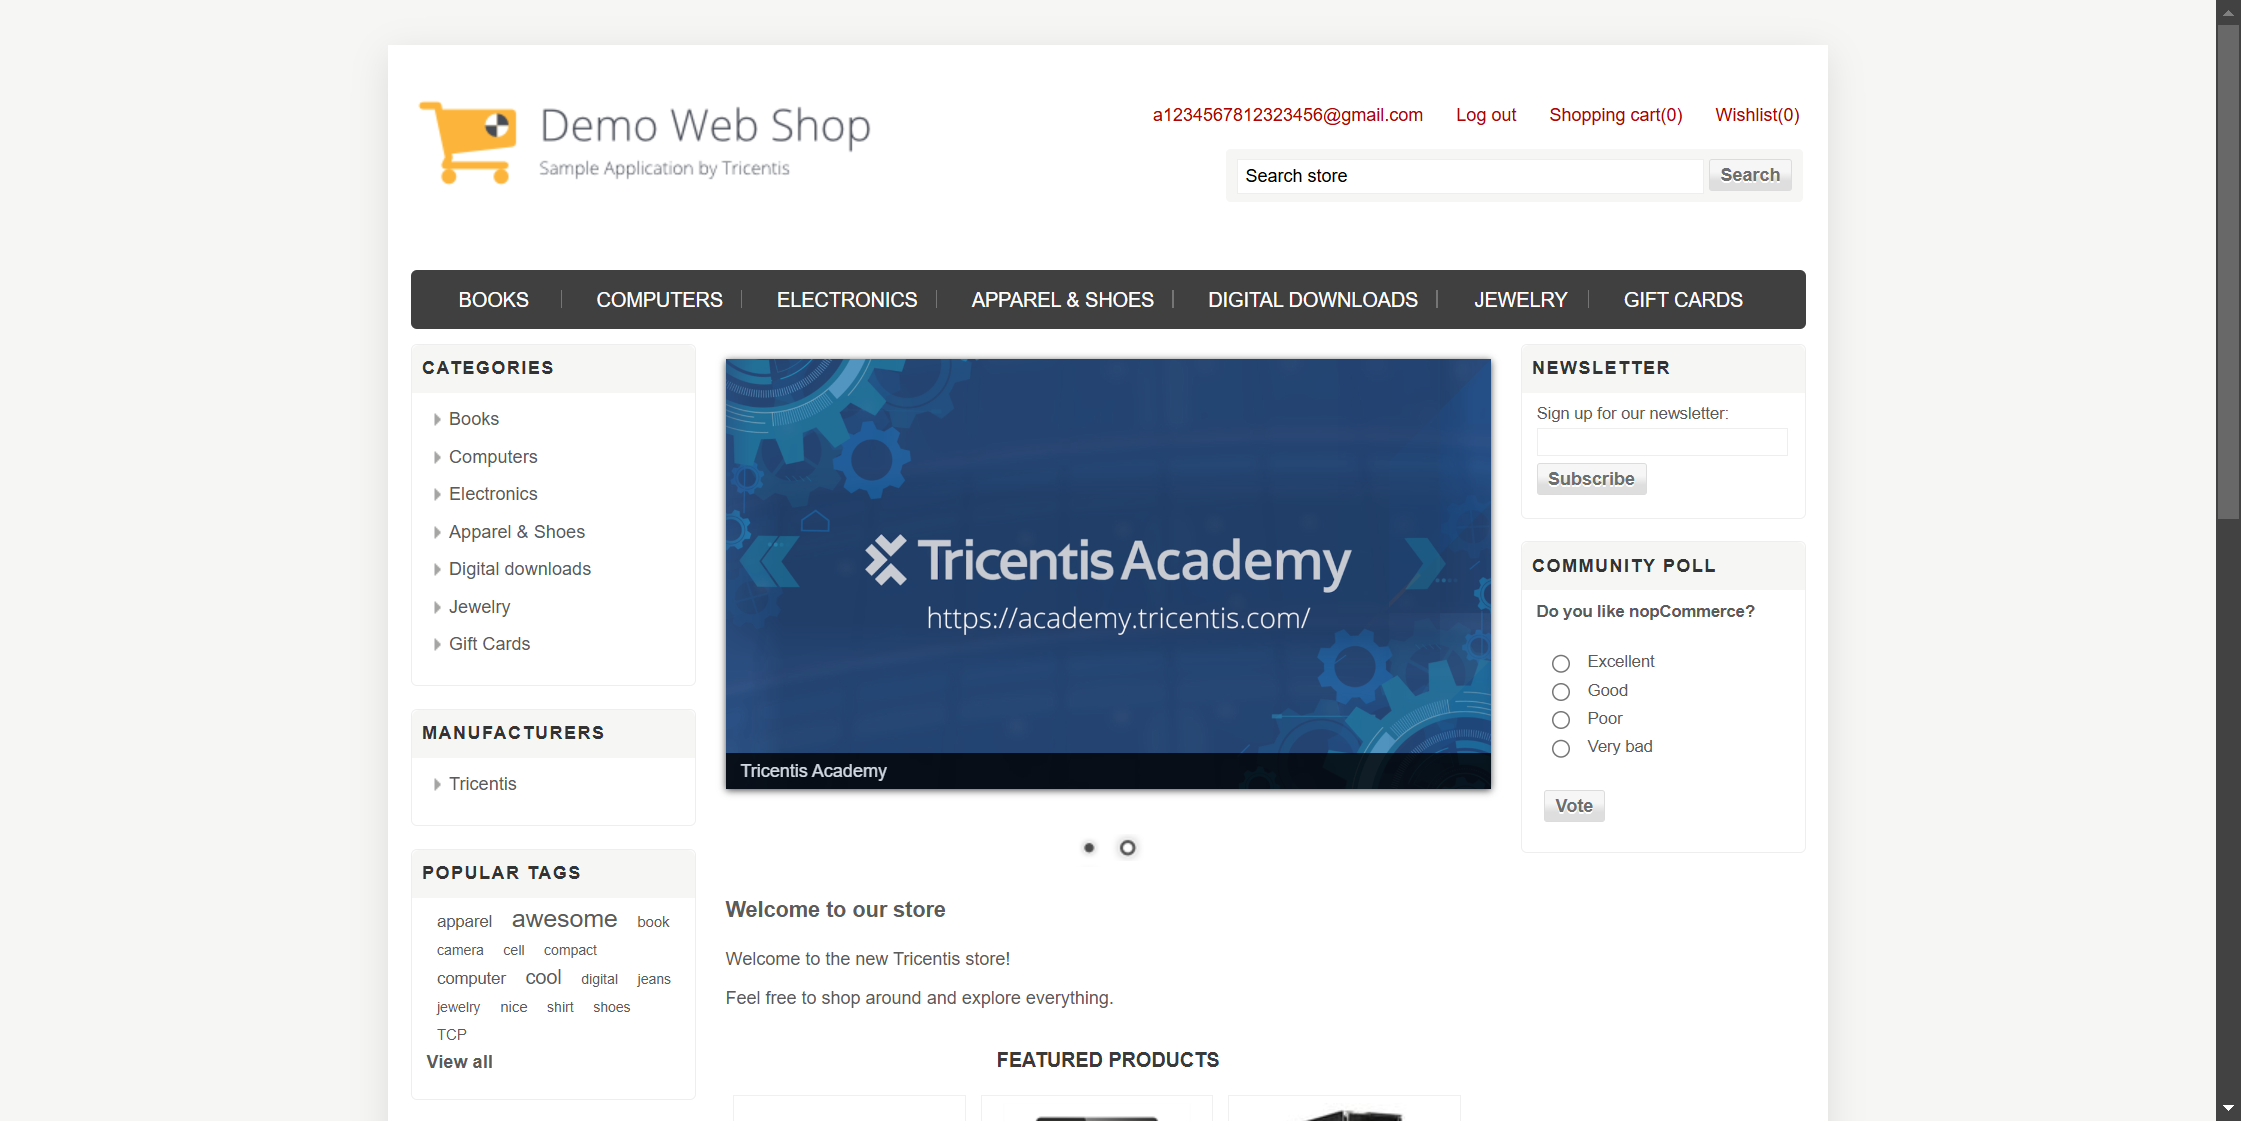 Demo Web Shop
Sample Application by Tricentis
a1234567812323456@gmail.com Log out Shopping cart(0) Wishlist(0)
Search store Search
BOOKS COMPUTERS ELECTRONICS APPAREL & SHOES DIGITAL DOWNLOADS JEWELRY GIFT CARDS
CATEGORIES
Books
Computers
Electronics
Apparel & Shoes
Digital downloads
Jewelry
Gift Cards
MANUFACTURERS
Tricentis
POPULAR TAGS
apparel awesome book
camera cell compact
computer cool digital jeans
jewelry nice shirt shoes
TCP
View all
Tricentis Academy
https://academy.tricentis.com/
Tricentis Academy
Welcome to our store
Welcome to the new Tricentis store!
Feel free to shop around and explore everything.
FEATURED PRODUCTS
NEWSLETTER
Sign up for our newsletter:
Subscribe
COMMUNITY POLL
Do you like nopCommerce?
Excellent
Good
Poor
Very bad
Vote